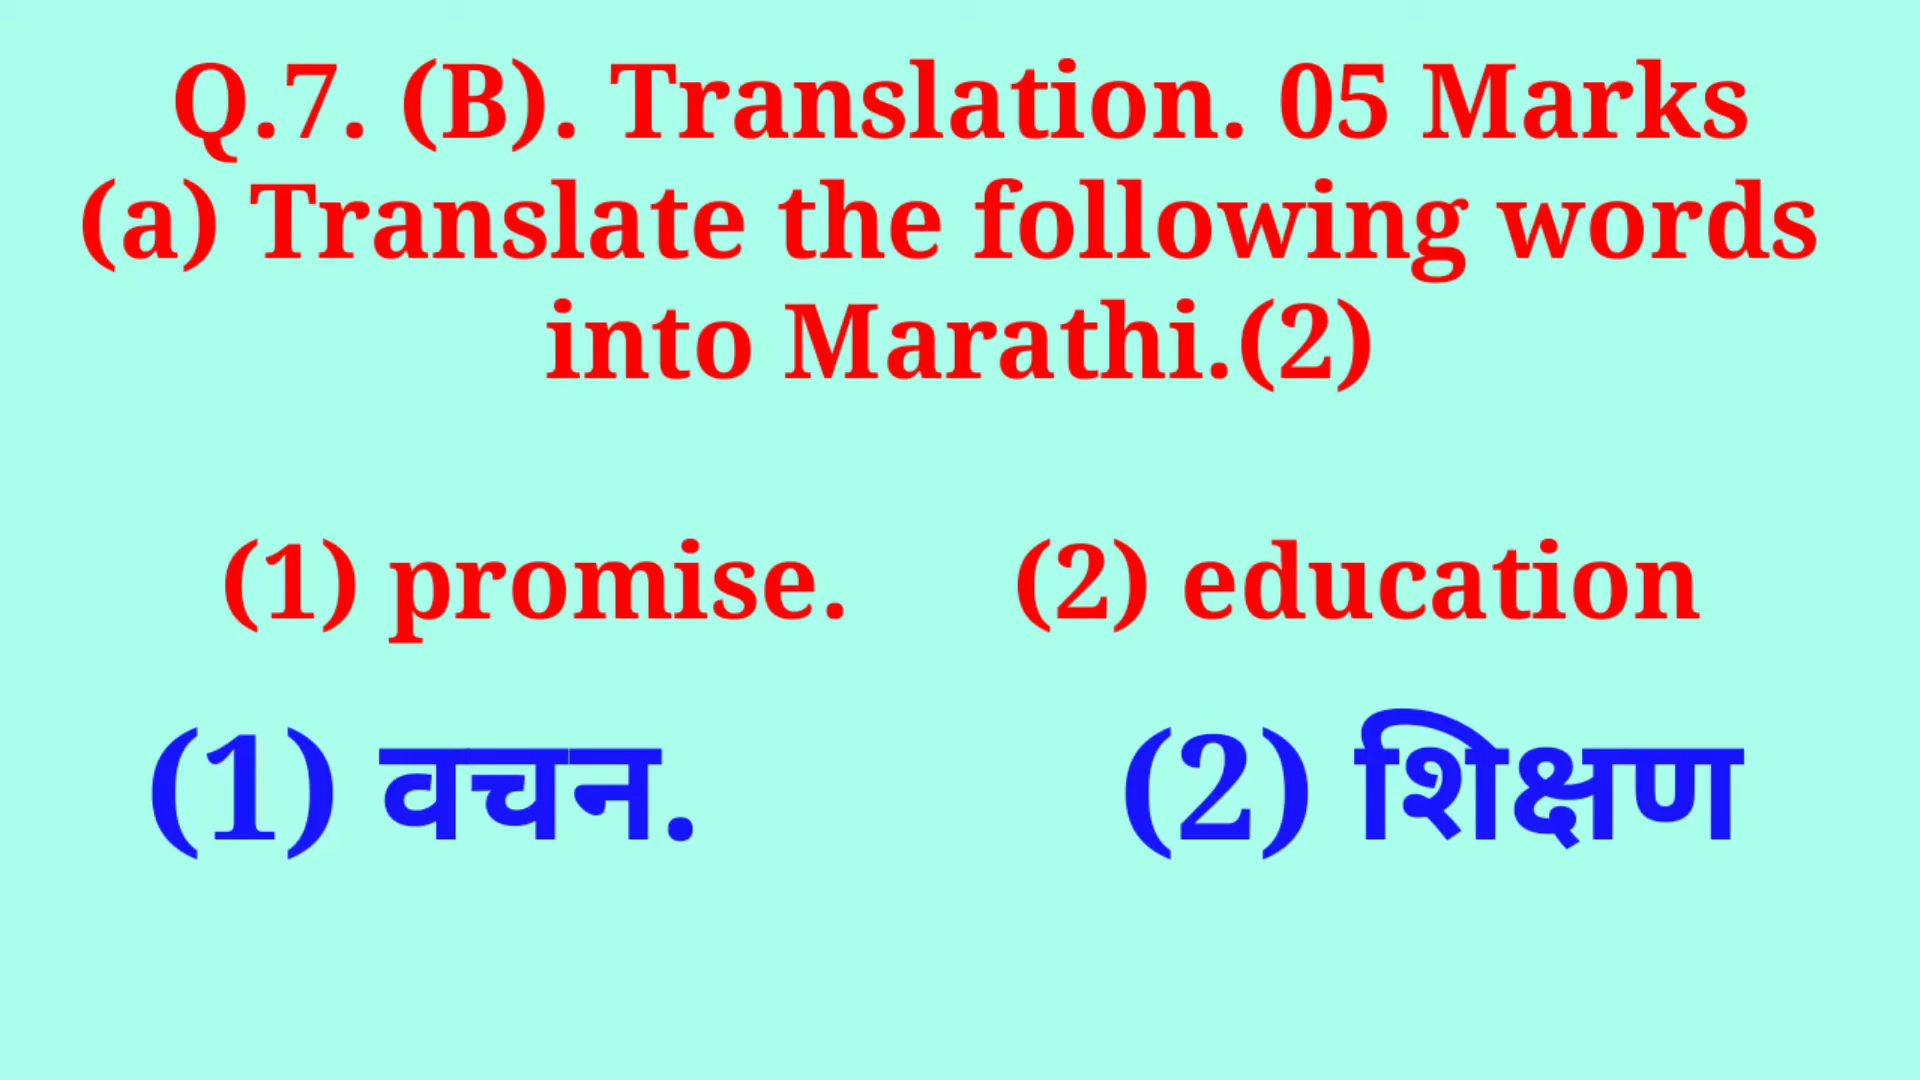 Q.7. (B). Translation. 05 Marks
(a) Translate the following words
into Marathi.(2)
(1) promise. (2) education
(1) वचन. (2) शिक्षण